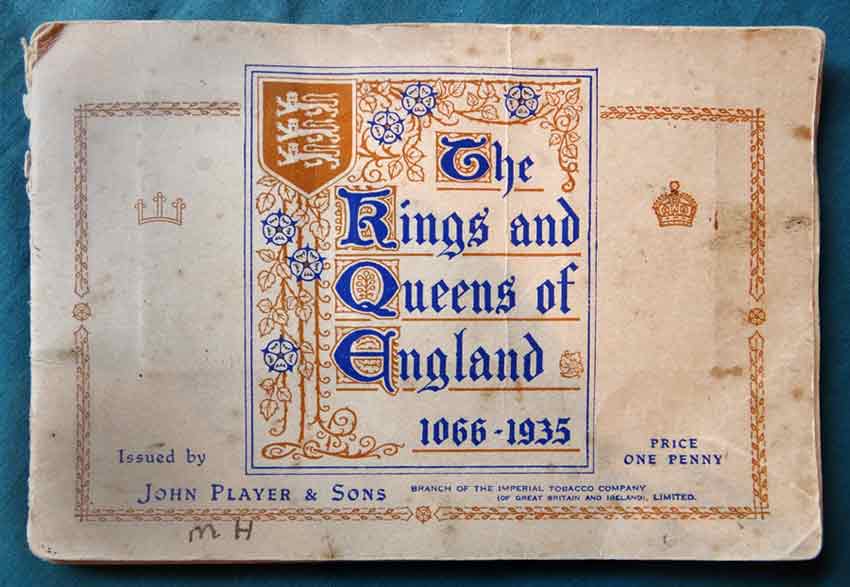 The
Kings and
Queens of
England
1066-1935
Issued by
JOHN PLAYER & SONS
BRANCH OF THE IMPERIAL TOBACCO COMPANY
(OF GREAT BRITAIN AND IRELAND), LIMITED.
PRICE
ONE PENNY
M H